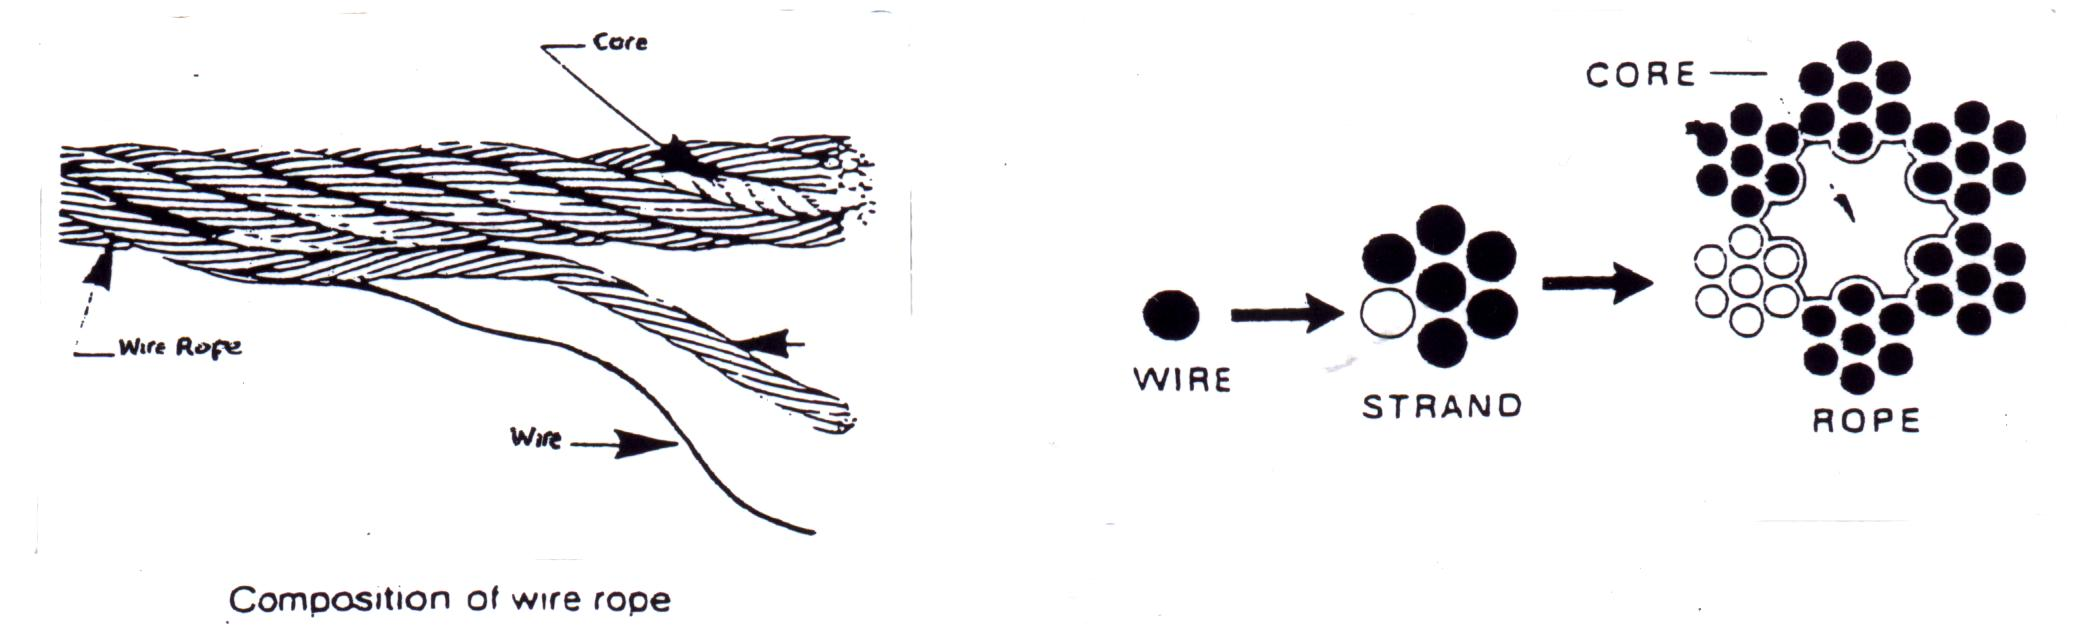 Core
Wire Rope
Wire
Composition of wire rope
CORE
WIRE
STRAND
ROPE